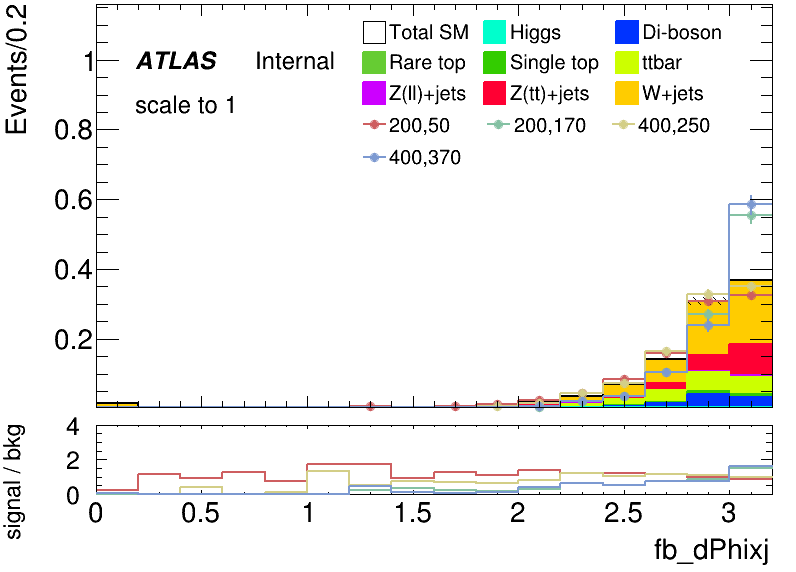 Events/0.2
1
0.8
0.6
0.4
0.2
ATLAS Internal
scale to 1
Total SM Higgs Di-boson
Rare top Single top ttbar
Z(ll)+jets Z(tt)+jets W+jets
200,50 200,170 400,250
400,370
signal / bkg
4
2
0
0 0.5 1 1.5 2 2.5 3
fb_dPhixj